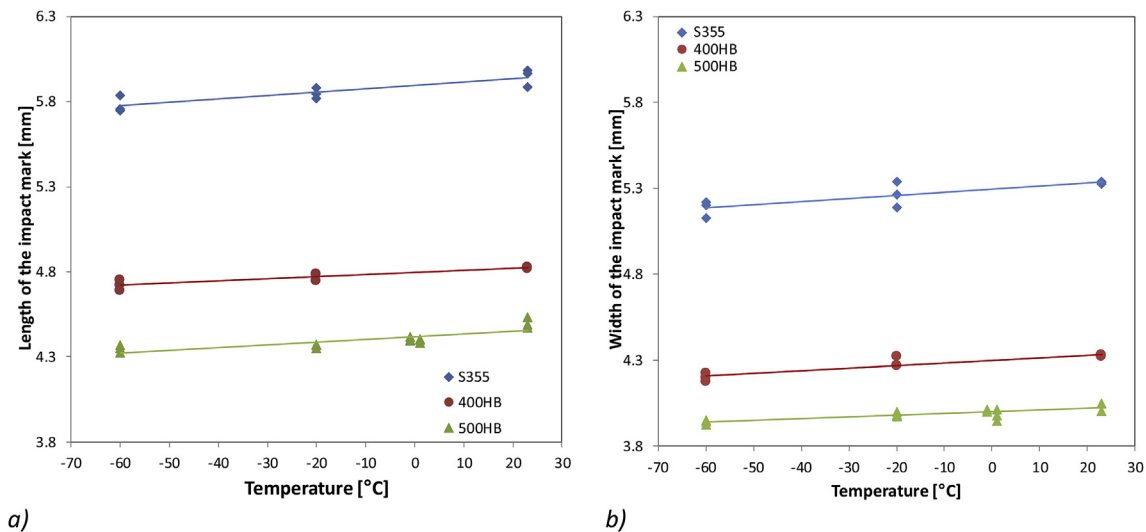 6.3
5.8
5.3
4.8
4.3
3.8
Length of the impact mark [mm]
S355
400HB
500HB
-70 -60 -50 -40 -30 -20 -10 0 10 20 30
Temperature [°C]
a)
6.3
5.8
5.3
4.8
4.3
3.8
Width of the impact mark [mm]
S355
400HB
500HB
-70 -60 -50 -40 -30 -20 -10 0 10 20 30
Temperature [°C]
b)